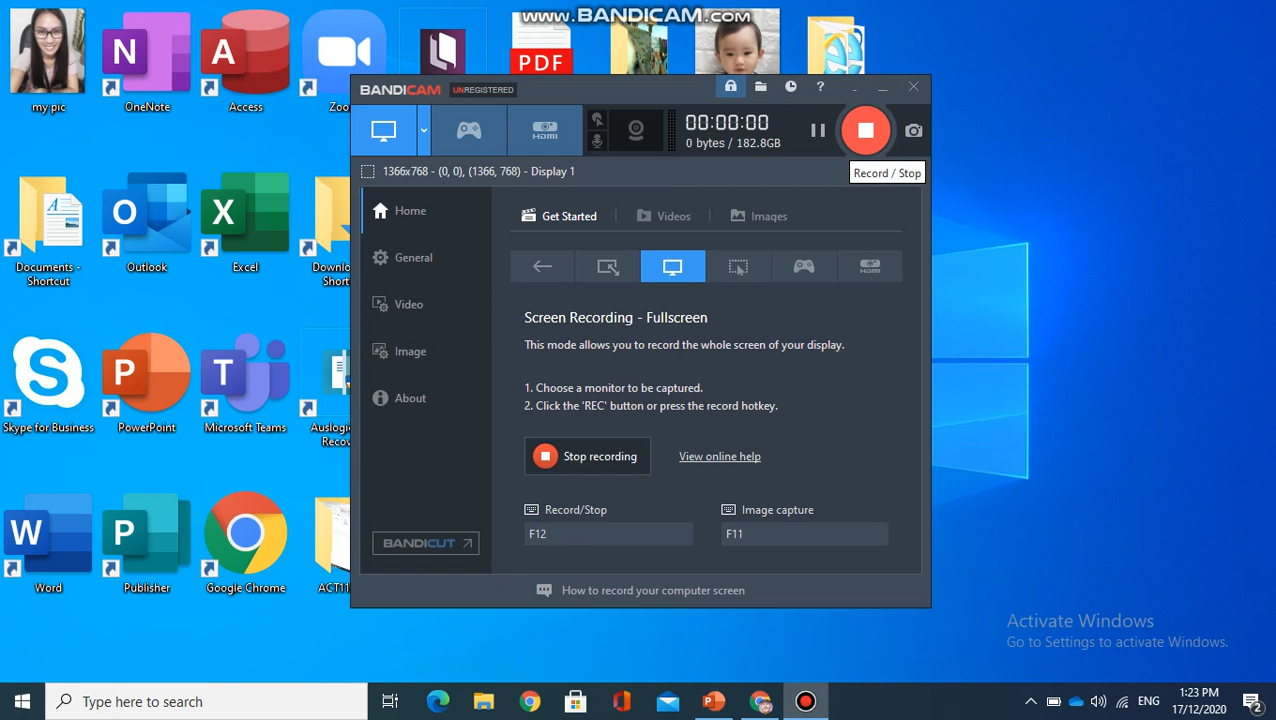 www.BANDICAM.com
my pic
OneNote
Access
Zoo
PDF
BANDICAM UNREGISTERED
00:00:00
0 bytes / 182.8GB
HDMI
Record / Stop
1366x768 - (0, 0), (1366, 768) - Display 1
Home
General
Video
Image
About
Get Started
Videos
Images
HDMI
Screen Recording - Fullscreen
This mode allows you to record the whole screen of your display.
1. Choose a monitor to be captured.
2. Click the 'REC' button or press the record hotkey.
Stop recording
View online help
Record/Stop
Image capture
F12
F11
BANDICUT
How to record your computer screen
Documents -
Shortcut
Outlook
Excel
Downlo
Short
Skype for Business
PowerPoint
Microsoft Teams
Auslogi
Recov
Word
Publisher
Google Chrome
ACT11
Activate Windows
Go to Settings to activate Windows.
Type here to search
ENG
1:23 PM
17/12/2020
2